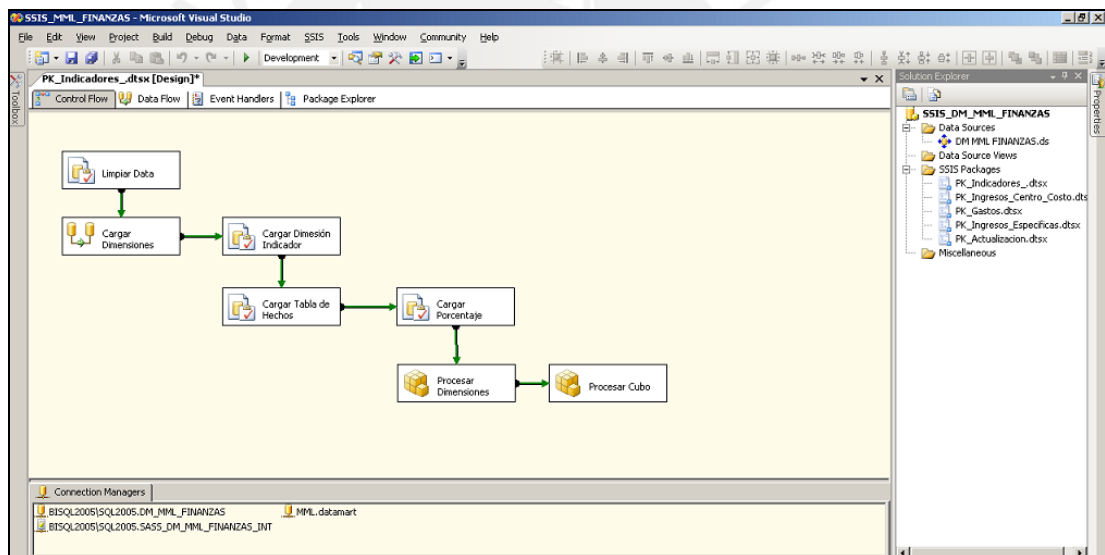 SSIS_MML_FINANZAS - Microsoft Visual Studio
File Edit View Project Build Debug Data Format SSIS Tools Window Community Help
Development
PK_Indicadores_.dtsx [Design]*
Solution Explorer
Toolbox
Properties
Control Flow Data Flow Event Handlers Package Explorer
SSIS_DM_MML_FINANZAS
Data Sources
DM MML FINANZAS.ds
Data Source Views
SSIS Packages
PK_Indicadores_.dtsx
PK_Ingresos_Centro_Costo.dts
PK_Gastos.dtsx
PK_Ingresos_Especificas.dtsx
PK_Actualizacion.dtsx
Miscellaneous
Limpiar Data
Cargar
Dimensiones
Cargar Dimesión
Indicador
Cargar Tabla de
Hechos
Cargar
Porcentaje
Procesar
Dimensiones
Procesar Cubo
Connection Managers
BISQL2005\SQL2005.DM_MML_FINANZAS
MML.datamart
BISQL2005\SQL2005.SASS_DM_MML_FINANZAS_INT